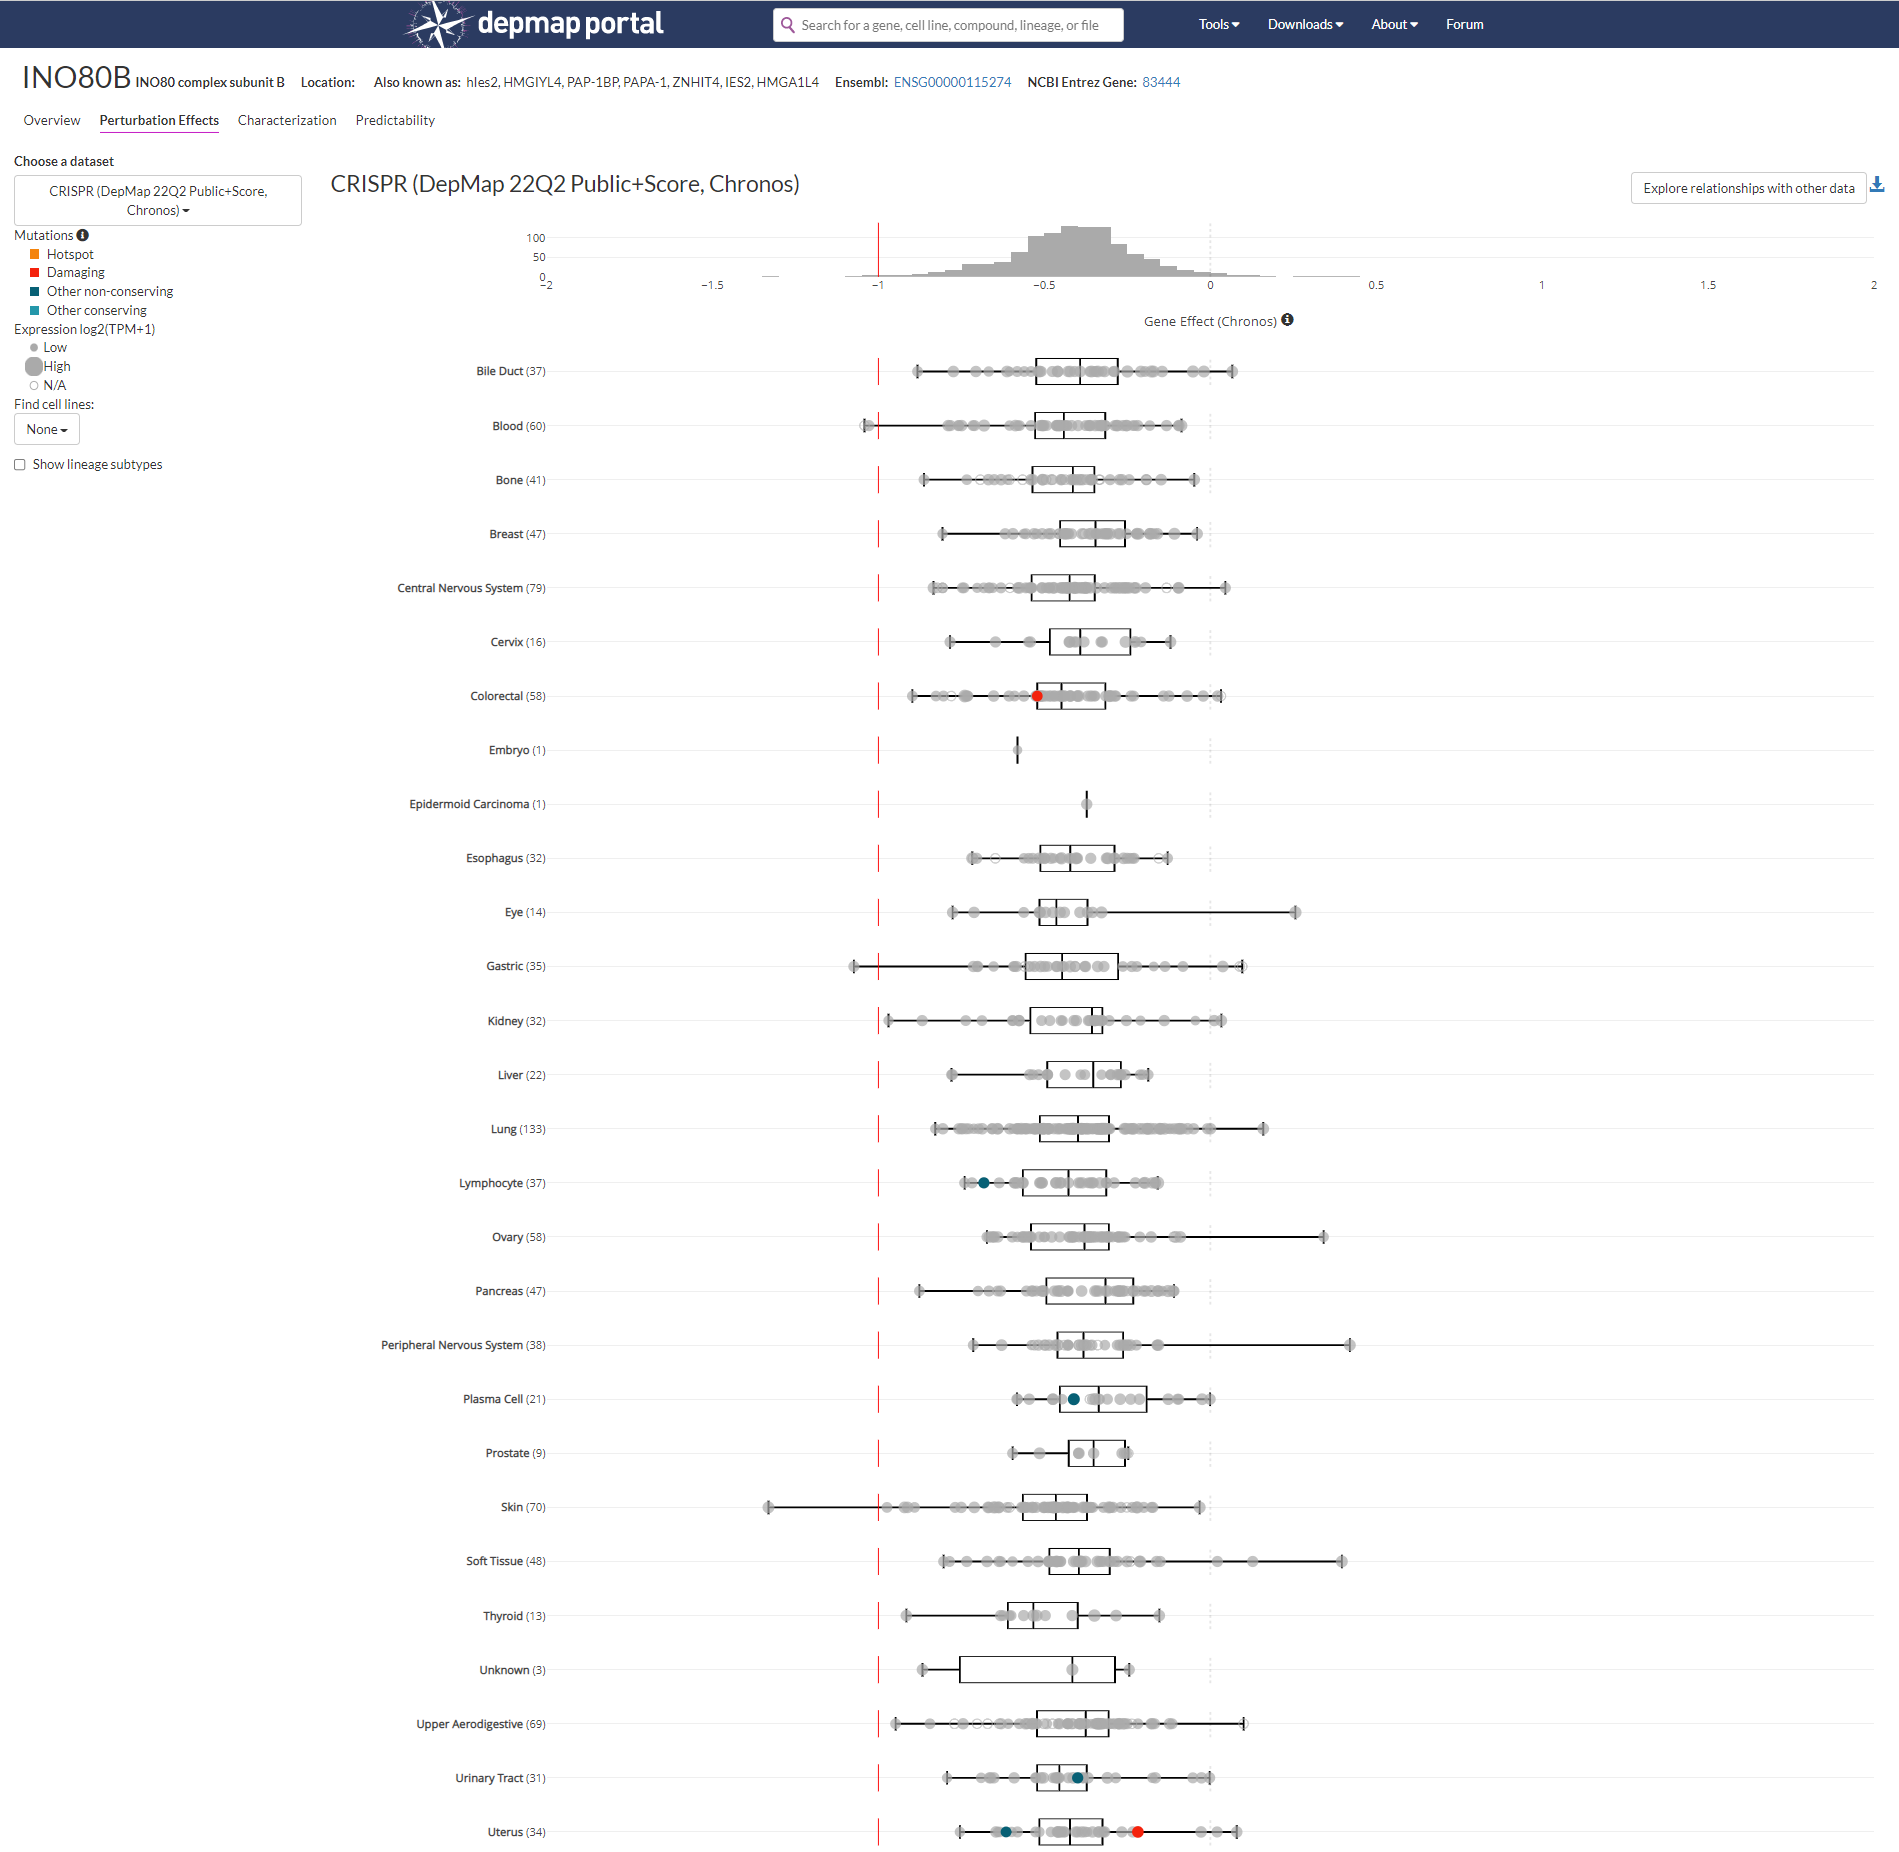 depmap portal
Search for a gene, cell line, compound, lineage, or file
Tools
Downloads
About
Forum
INO80B INO80 complex subunit B Location: Also known as: hIes2, HMGIYL4, PAP-1BP, PAPA-1, ZNHIT4, IES2, HMGA1L4 Ensembl: ENSG00000115274 NCBI Entrez Gene: 83444
Overview Perturbation Effects Characterization Predictability
Choose a dataset
CRISPR (DepMap 22Q2 Public+Score,
Chronos)
Mutations
Hotspot
Damaging
Other non-conserving
Other conserving
Expression log2(TPM+1)
Low
High
N/A
Find cell lines:
None
Show lineage subtypes
CRISPR (DepMap 22Q2 Public+Score, Chronos)
Explore relationships with other data
100
50
0
−2 −1.5 −1 −0.5 0 0.5 1 1.5 2
Gene Effect (Chronos)
Bile Duct (37)
Blood (60)
Bone (41)
Breast (47)
Central Nervous System (79)
Cervix (16)
Colorectal (58)
Embryo (1)
Epidermoid Carcinoma (1)
Esophagus (32)
Eye (14)
Gastric (35)
Kidney (32)
Liver (22)
Lung (133)
Lymphocyte (37)
Ovary (58)
Pancreas (47)
Peripheral Nervous System (38)
Plasma Cell (21)
Prostate (9)
Skin (70)
Soft Tissue (48)
Thyroid (13)
Unknown (3)
Upper Aerodigestive (69)
Urinary Tract (31)
Uterus (34)